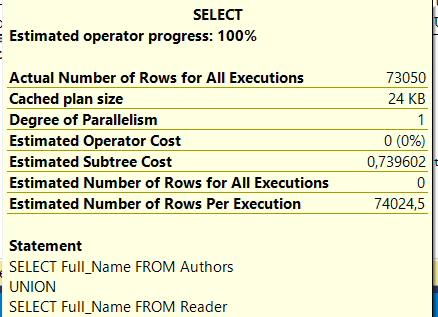 SELECT
Estimated operator progress: 100%
Actual Number of Rows for All Executions 73050
Cached plan size 24 KB
Degree of Parallelism 1
Estimated Operator Cost 0 (0%)
Estimated Subtree Cost 0,739602
Estimated Number of Rows for All Executions 0
Estimated Number of Rows Per Execution 74024,5
Statement
SELECT Full_Name FROM Authors
UNION
SELECT Full_Name FROM Reader